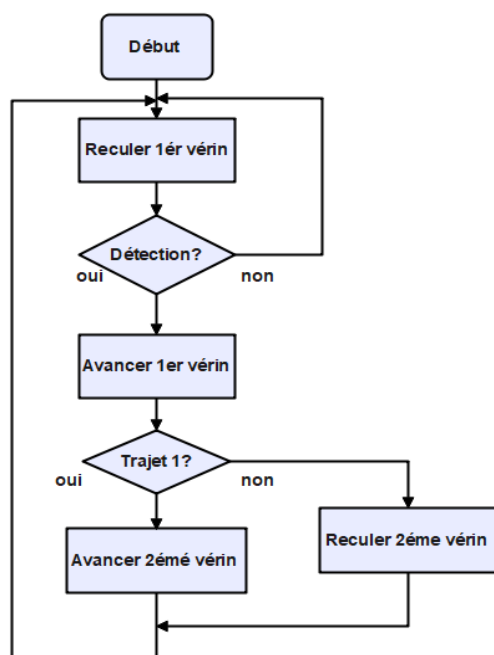 Début
Reculer 1ér vérin
Détection?
oui
non
Avancer 1er vérin
Trajet 1?
oui
non
Avancer 2émé vérin
Reculer 2éme vérin